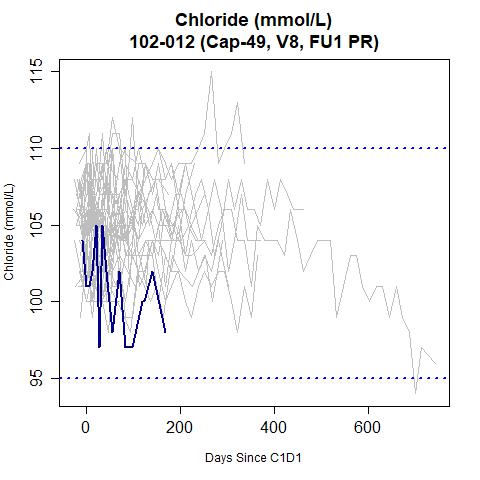 Chloride (mmol/L)
102-012 (Cap-49, V8, FU1 PR)
Chloride (mmol/L)
115
110
105
100
95
0
200
400
600
Days Since C1D1